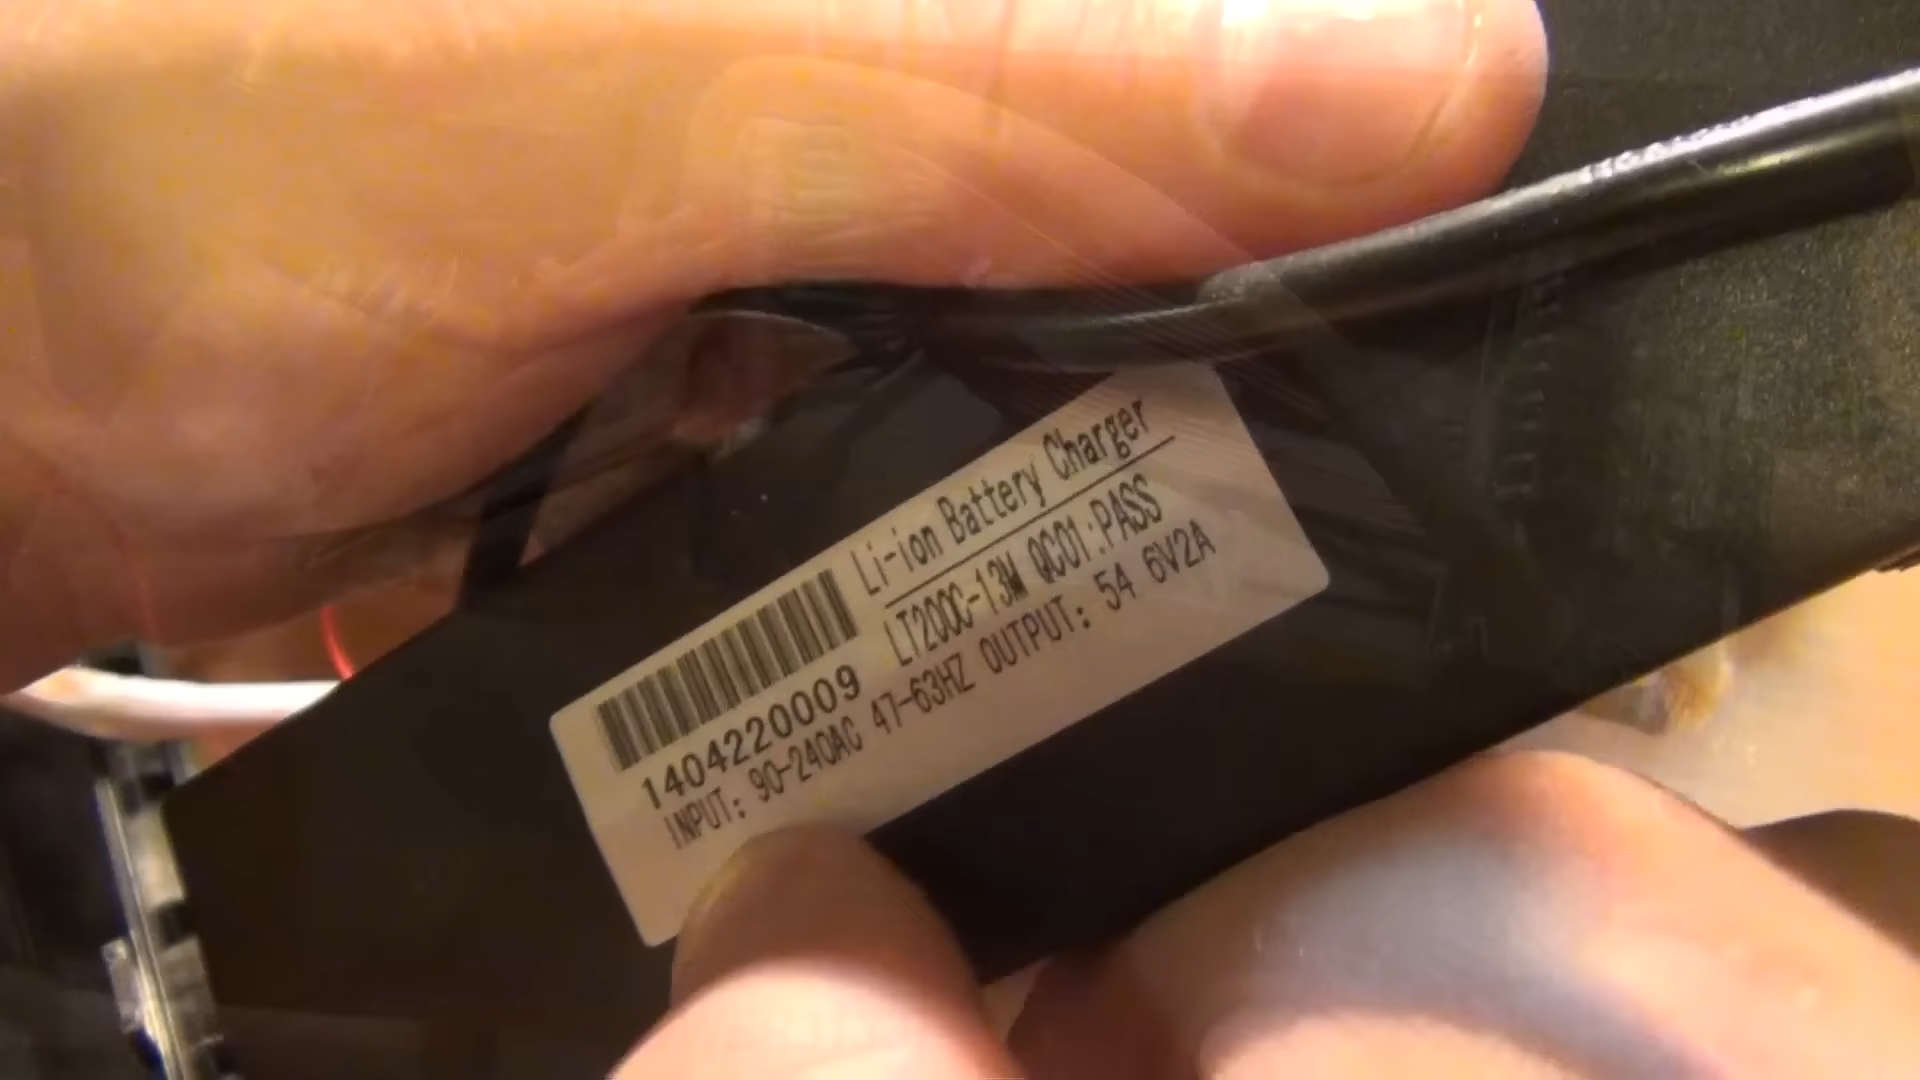 Li-ion Battery Charger
LT200C-13M QC01:PASS
1404220009
INPUT: 90-240AC 47-63HZ OUTPUT: 54 6V2A